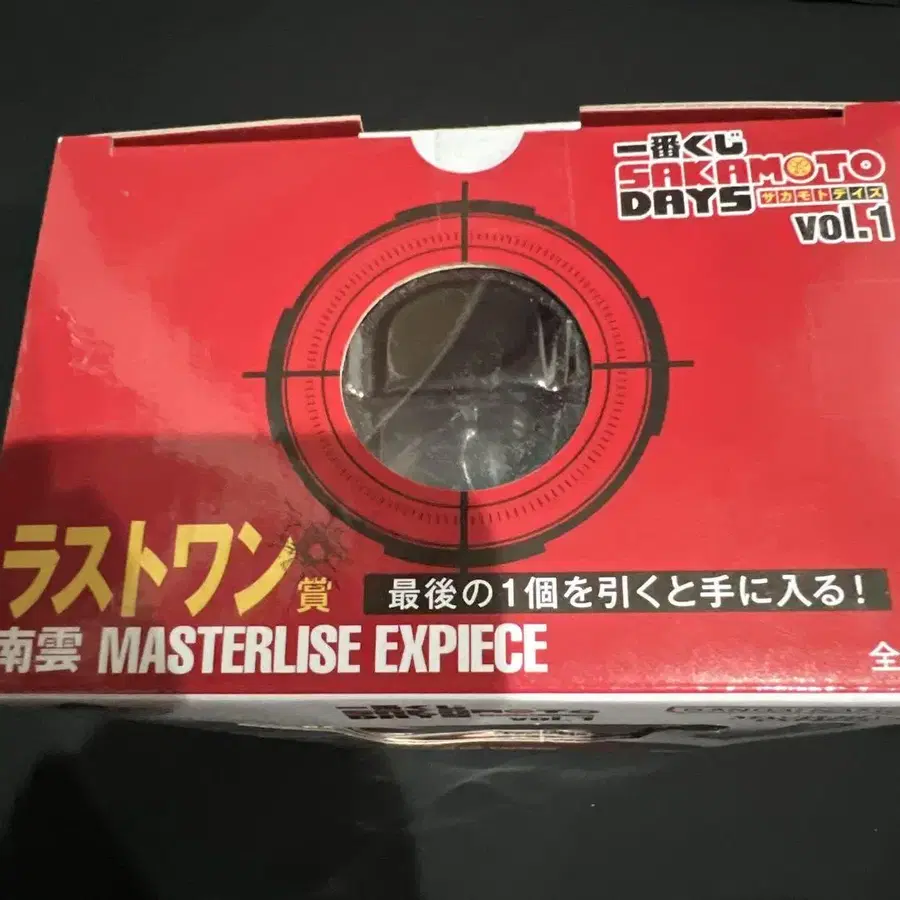 一番くじ
SAKAMOTO
DAYS サカモトデイズ
vol.1
ラストワン賞
最後の1個を引くと手に入る!
南雲 MASTERLISE EXPIECE
全